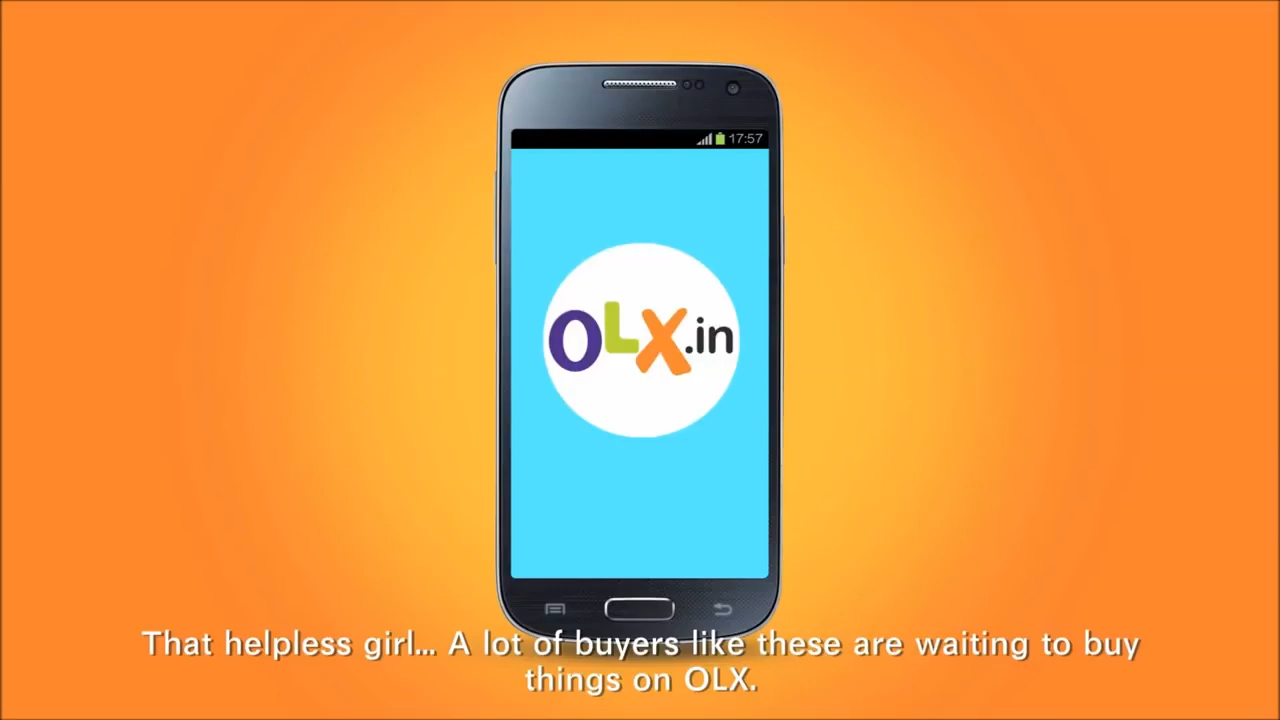 17:57
OLX.in
That helpless girl... A lot of buyers like these are waiting to buy
things on OLX.